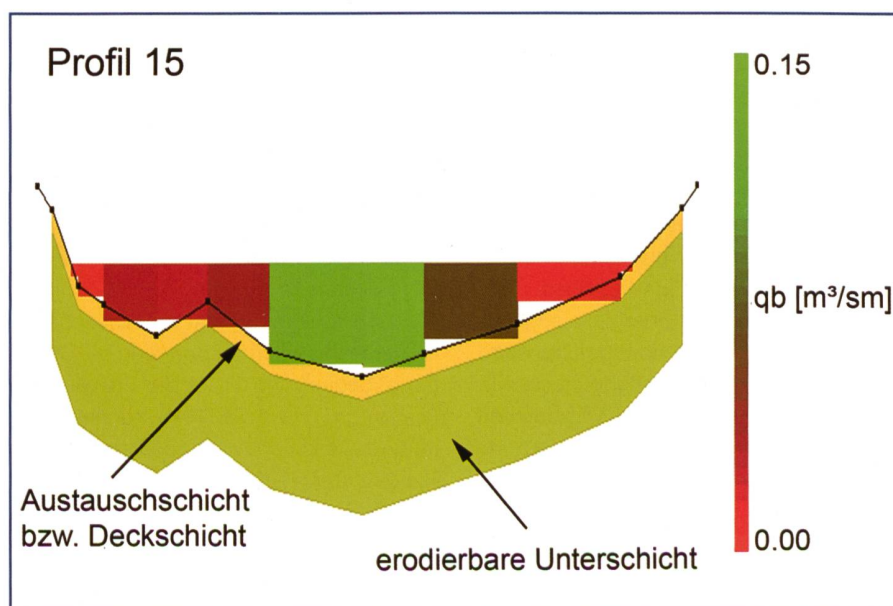 Profil 15
0.15
qb [m³/sm]
0.00
Austauschschicht
bzw. Deckschicht
erodierbare Unterschicht